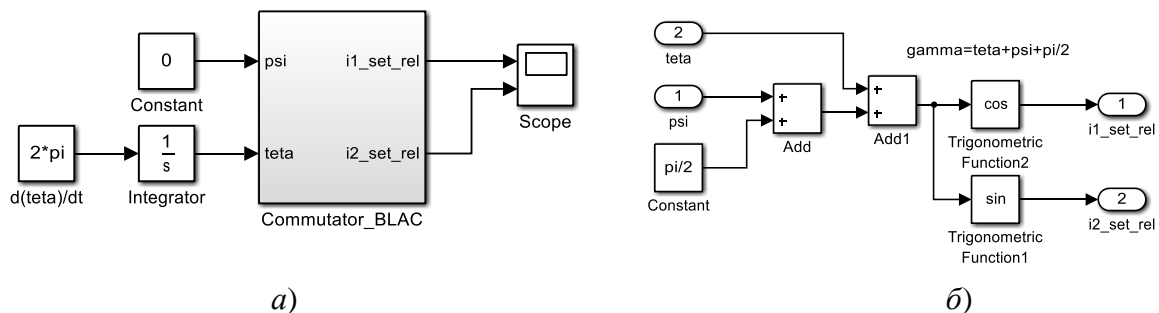 0
Constant
2*pi
d(teta)/dt
1
s
Integrator
psi
i1_set_rel
teta
i2_set_rel
Commutator_BLAC
Scope
а)
2
teta
1
psi
pi/2
Constant
+
+
Add
+
+
Add1
gamma=teta+psi+pi/2
cos
Trigonometric
Function2
1
i1_set_rel
sin
Trigonometric
Function1
2
i2_set_rel
б)